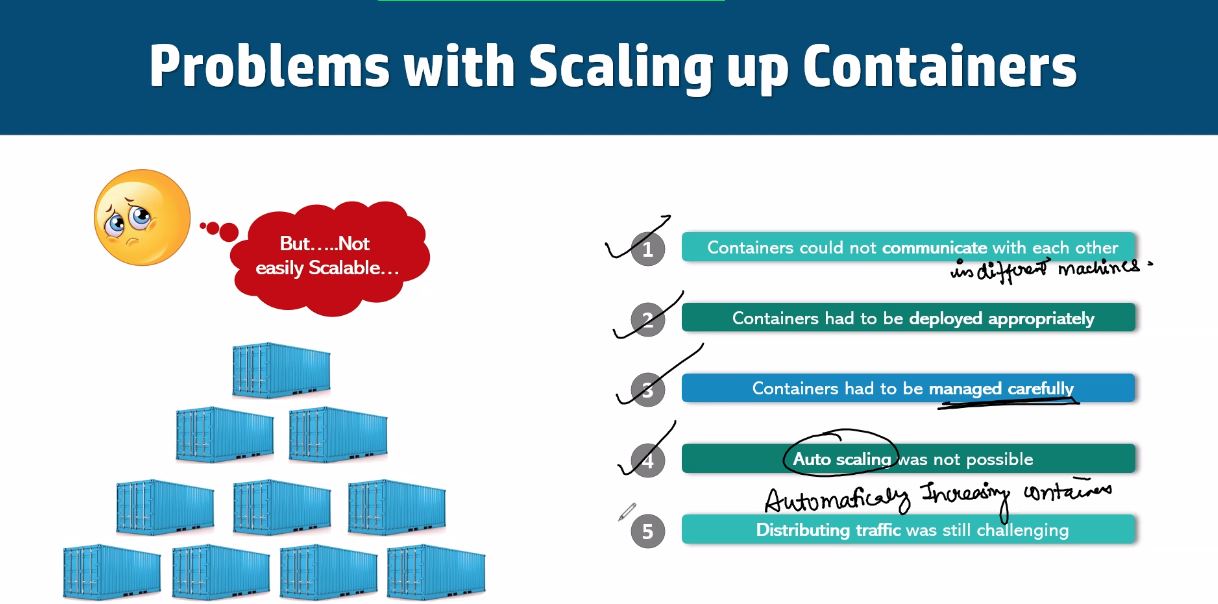 Problems with Scaling up Containers
But.....Not
easily Scalable...
1 Containers could not communicate with each other
in different machines.
2 Containers had to be deployed appropriately
3 Containers had to be managed carefully
4 Auto scaling was not possible
Automaticaly Increasing containers
5 Distributing traffic was still challenging